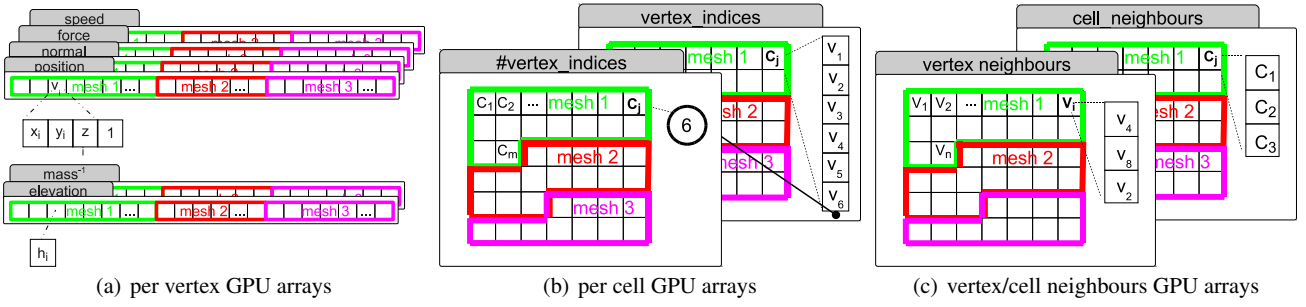 speed
force
normal
position
mesh 1 ... mesh 2 ... mesh 3 ...
v_i
x_i y_i z 1
mass⁻¹
elevation
mesh 1 ... mesh 2 ... mesh 3 ...
h_i
(a) per vertex GPU arrays
vertex_indices
mesh 1 C_j
mesh 2
mesh 3
v_1
v_2
v_3
v_4
v_5
v_6
#vertex_indices
C_1 C_2 ... mesh 1 C_j
6
C_m
mesh 2
mesh 3
(b) per cell GPU arrays
cell_neighbours
mesh 1 C_j
C_1
C_2
C_3
vertex neighbours
V_1 V_2 ... mesh 1 V_i
V_n
mesh 2
mesh 3
v_4
v_8
v_2
(c) vertex/cell neighbours GPU arrays